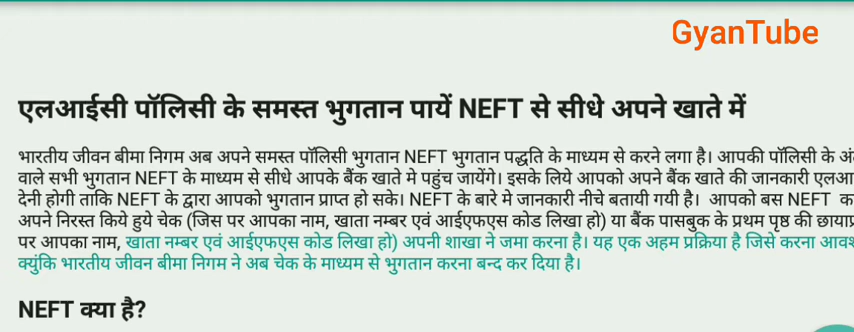 GyanTube
एलआईसी पॉलिसी के समस्त भुगतान पायें NEFT से सीधे अपने खाते में
भारतीय जीवन बीमा निगम अब अपने समस्त पॉलिसी भुगतान NEFT भुगतान पद्धति के माध्यम से करने लगा है। आपकी पॉलिसी के
वाले सभी भुगतान NEFT के माध्यम से सीधे आपके बैंक खाते मे पहुंच जायेंगे। इसके लिये आपको अपने बैंक खाते की जानकारी
देनी होगी ताकि NEFT के द्वारा आपको भुगतान प्राप्त हो सके। NEFT के बारे मे जानकारी नीचे बतायी गयी है। आपको बस NEFT
अपने निरस्त किये हुये चेक (जिस पर आपका नाम, खाता नम्बर एवं आईएफएस कोड लिखा हो) या बैंक पासबुक के प्रथम पृष्ठ की
पर आपका नाम, खाता नम्बर एवं आईएफएस कोड लिखा हो) अपनी शाखा ने जमा करना है। यह एक अहम प्रक्रिया है जिसे करना
क्युंकि भारतीय जीवन बीमा निगम ने अब चेक के माध्यम से भुगतान करना बन्द कर दिया है।
NEFT क्या है?